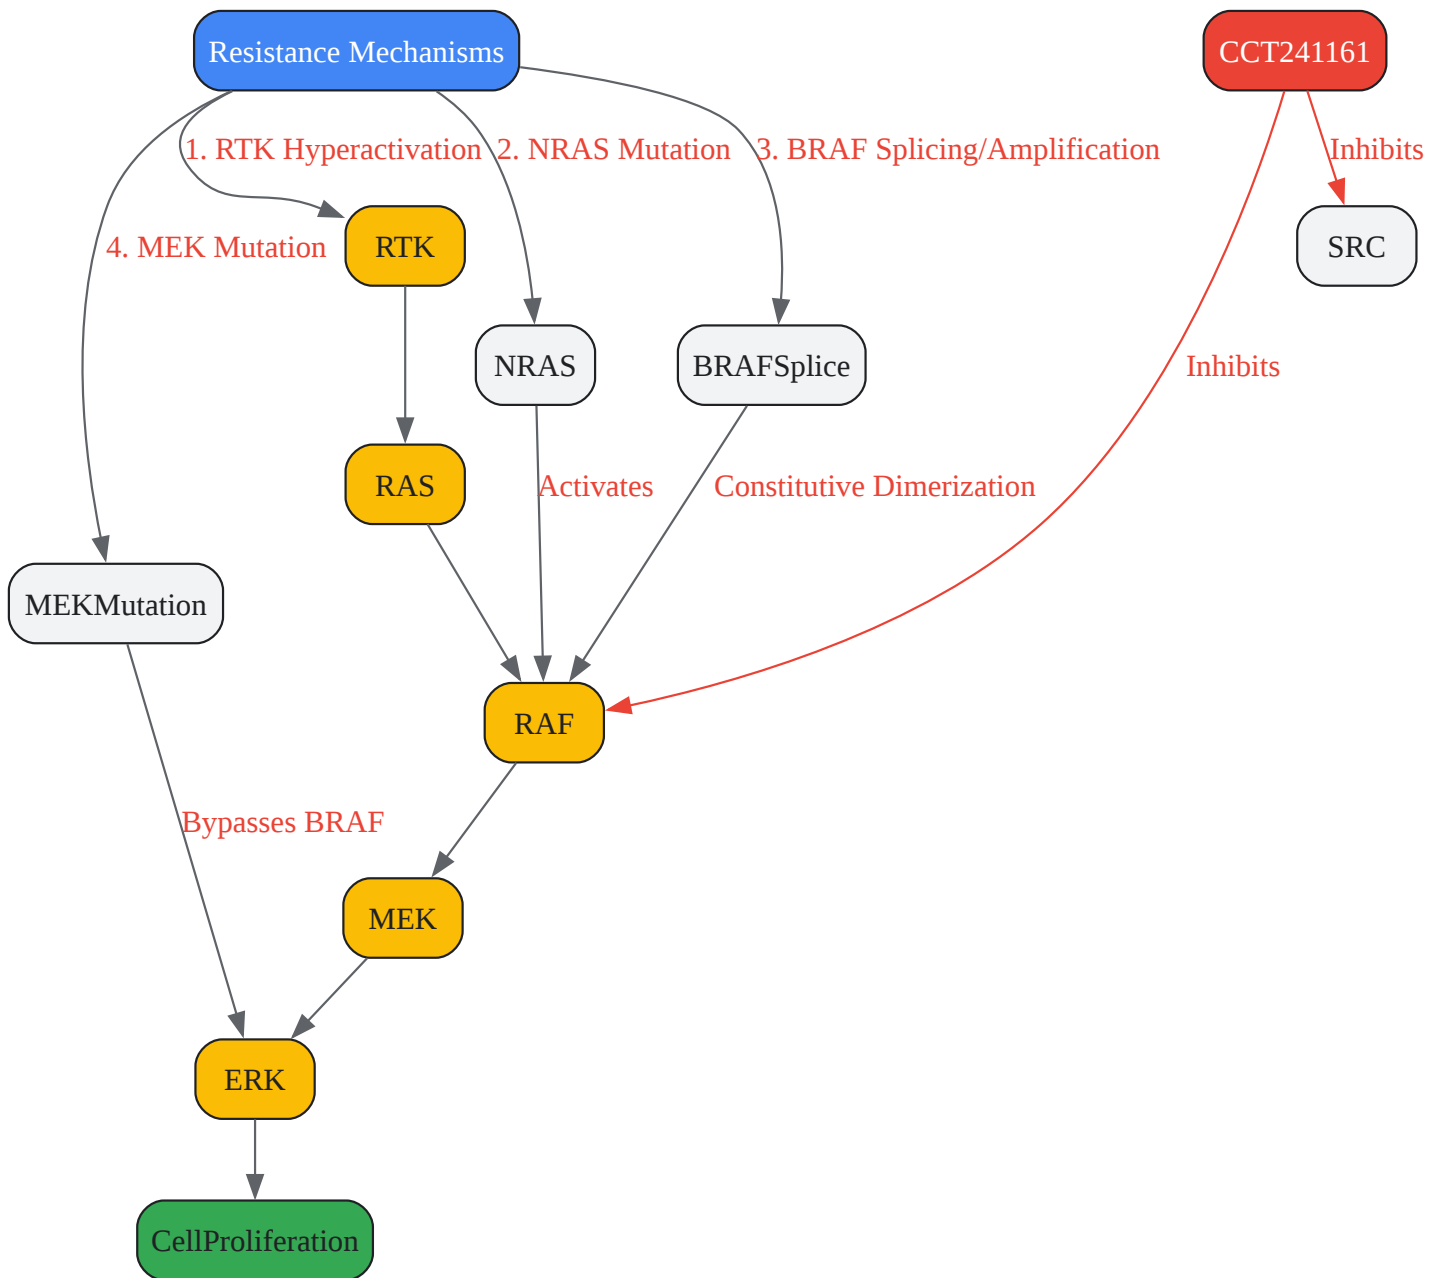 Resistance Mechanisms
CCT241161
1. RTK Hyperactivation
2. NRAS Mutation
3. BRAF Splicing/Amplification
Inhibits
4. MEK Mutation
RTK
SRC
NRAS
BRAFSplice
Inhibits
RAS
Activates
Constitutive Dimerization
MEKMutation
RAF
Bypasses BRAF
MEK
ERK
CellProliferation